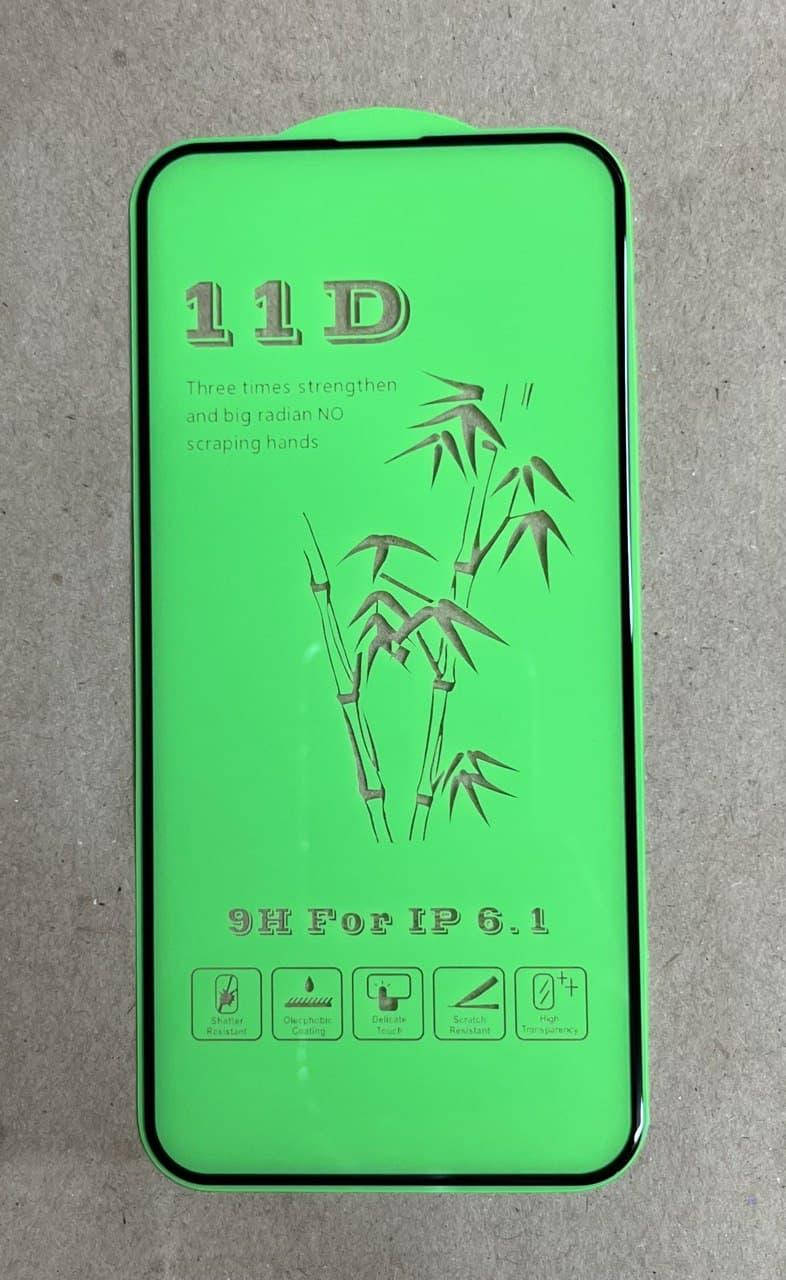 11D
Three times strengthen
and big radian NO
scraping hands
9H For IP 6.1
Shatter
Resistant
Oleophobic
Coating
Delicate
Touch
Scratch
Resistant
High
Transparency